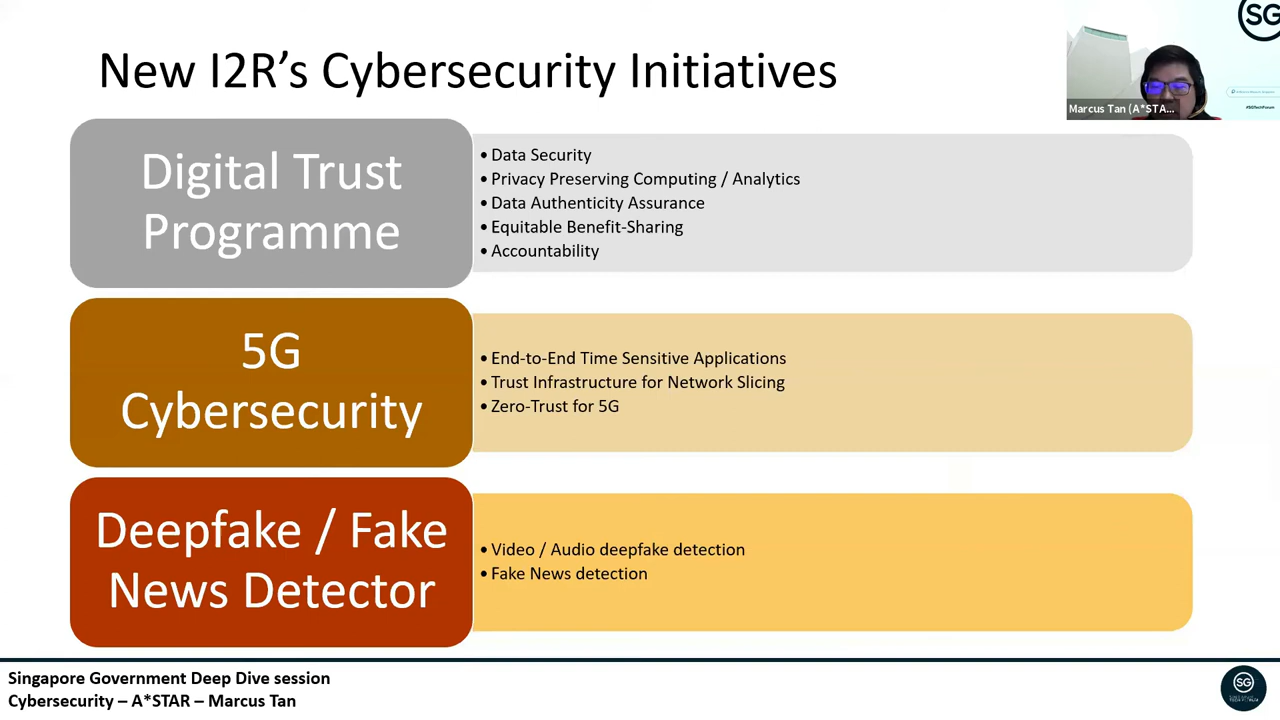 New I2R’s Cybersecurity Initiatives
SG
Marcus Tan (A*STA...
#SGTechForum
Digital Trust
Programme
• Data Security
• Privacy Preserving Computing / Analytics
• Data Authenticity Assurance
• Equitable Benefit-Sharing
• Accountability
5G
Cybersecurity
• End-to-End Time Sensitive Applications
• Trust Infrastructure for Network Slicing
• Zero-Trust for 5G
Deepfake / Fake
News Detector
• Video / Audio deepfake detection
• Fake News detection
Singapore Government Deep Dive session
Cybersecurity – A*STAR – Marcus Tan
SG